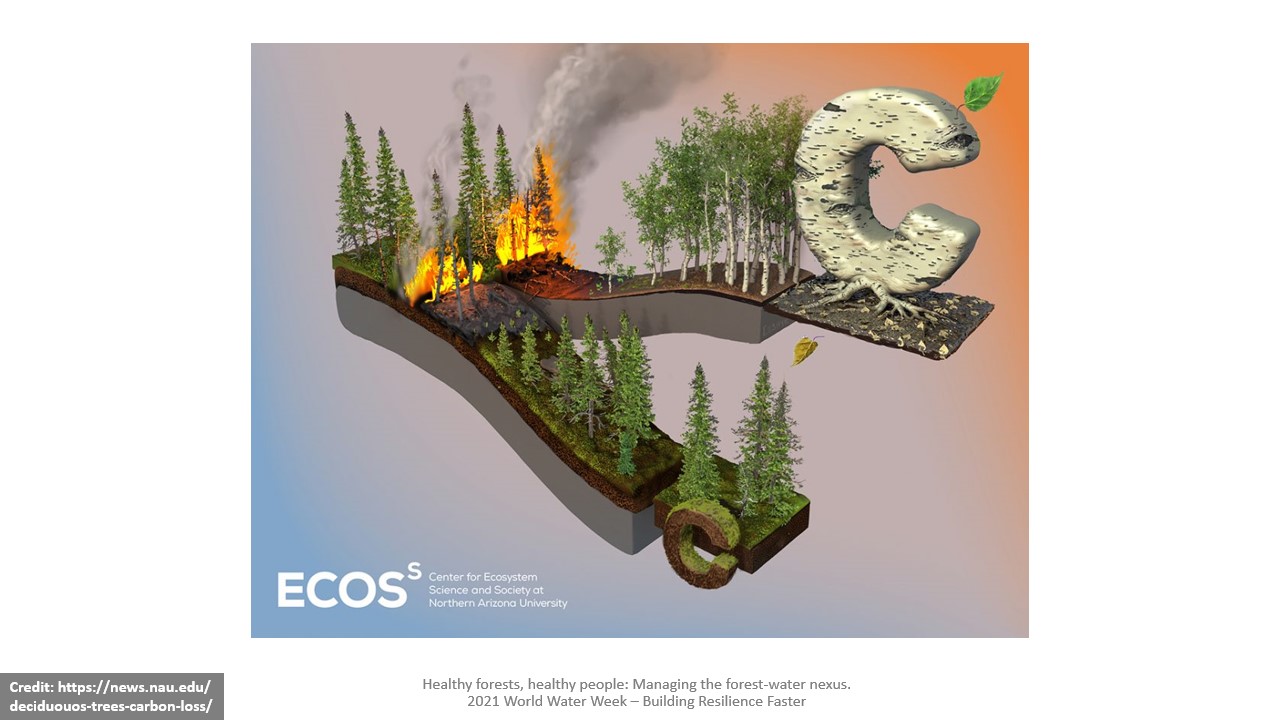 C
C
ECOSS
Center for Ecosystem
Science and Society at
Northern Arizona University
Healthy forests, healthy people: Managing the forest-water nexus.
2021 World Water Week – Building Resilience Faster
Credit: https://news.nau.edu/
deciduouos-trees-carbon-loss/